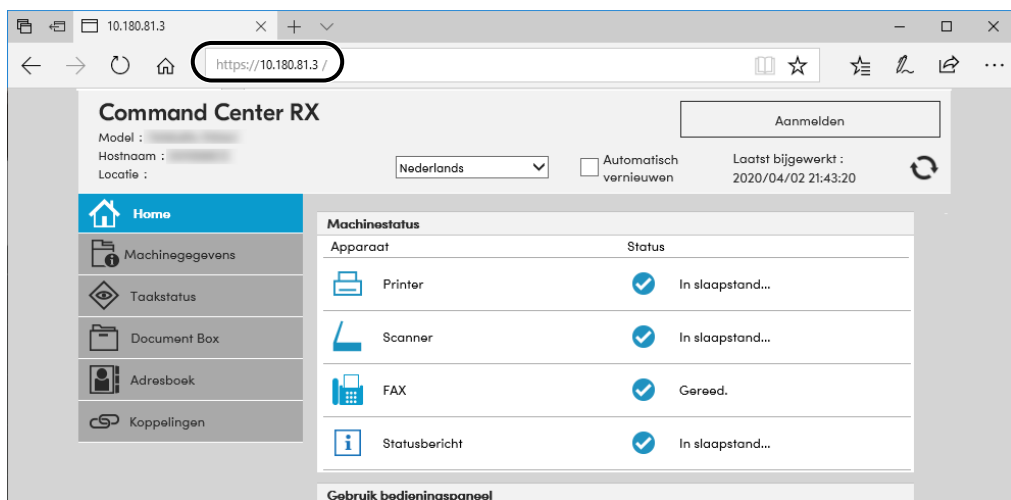 10.180.81.3
https://10.180.81.3 /
Command Center RX
Model :
Hostnaam :
Locatie :
Nederlands
Automatisch
vernieuwen
Aanmelden
Laatst bijgewerkt :
2020/04/02 21:43:20
Home
Machinegegevens
Taakstatus
Document Box
Adresboek
Koppelingen
Machinestatus
Apparaat Status
Printer In slaapstand...
Scanner In slaapstand...
FAX Gereed.
Statusbericht In slaapstand...
Gebruik bedieningspaneel